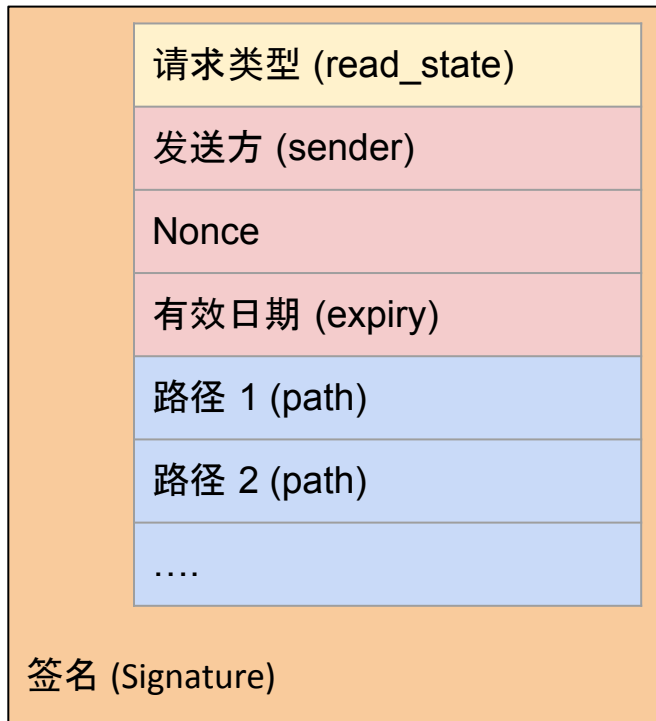 请求类型 (read_state)
发送方 (sender)
Nonce
有效日期 (expiry)
路径 1 (path)
路径 2 (path)
….
签名 (Signature)